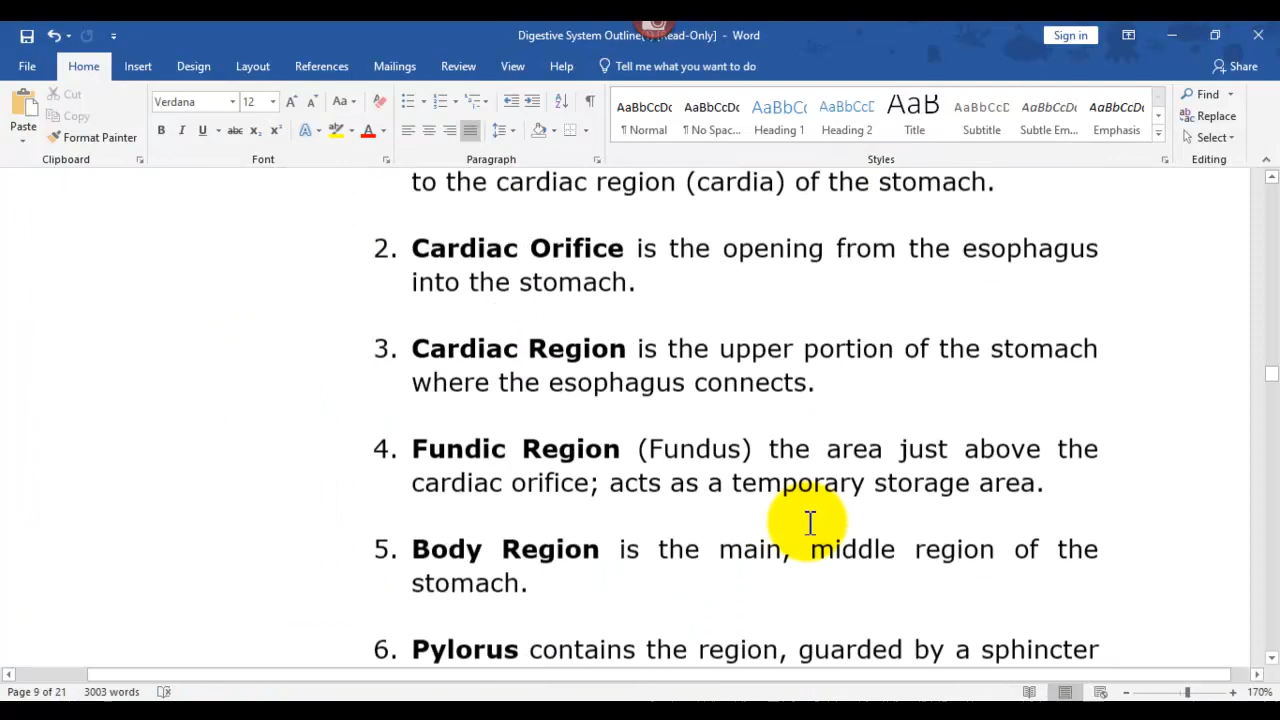 Digestive System Outline(1) [Read-Only] - Word
Sign in
File Home Insert Design Layout References Mailings Review View Help Tell me what you want to do Share
Paste
Cut
Copy
Format Painter
Clipboard
Verdana 12
Font
Paragraph
AaBbCcDc AaBbCcDc AaBbCc AaBbCcD AaB AaBbCcD AaBbCcDc AaBbCcDc
¶ Normal ¶ No Spac... Heading 1 Heading 2 Title Subtitle Subtle Em... Emphasis
Styles
Find
Replace
Select
Editing
to the cardiac region (cardia) of the stomach.
2. Cardiac Orifice is the opening from the esophagus
into the stomach.
3. Cardiac Region is the upper portion of the stomach
where the esophagus connects.
4. Fundic Region (Fundus) the area just above the
cardiac orifice; acts as a temporary storage area.
5. Body Region is the main, middle region of the
stomach.
6. Pylorus contains the region, guarded by a sphincter
Page 9 of 21 3003 words 170%